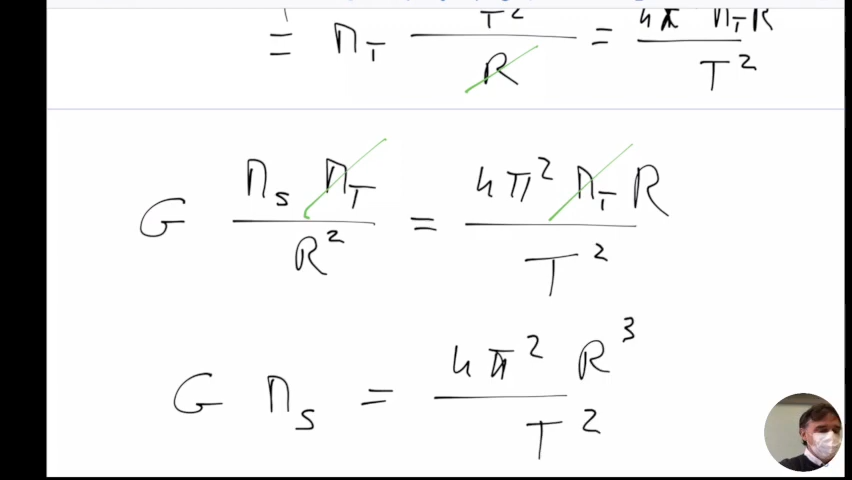 = M_T T² / R = 4π² M_T R / T²
G M_S M_T / R² = 4π² M_T R / T²
G M_S = 4π² R³ / T²